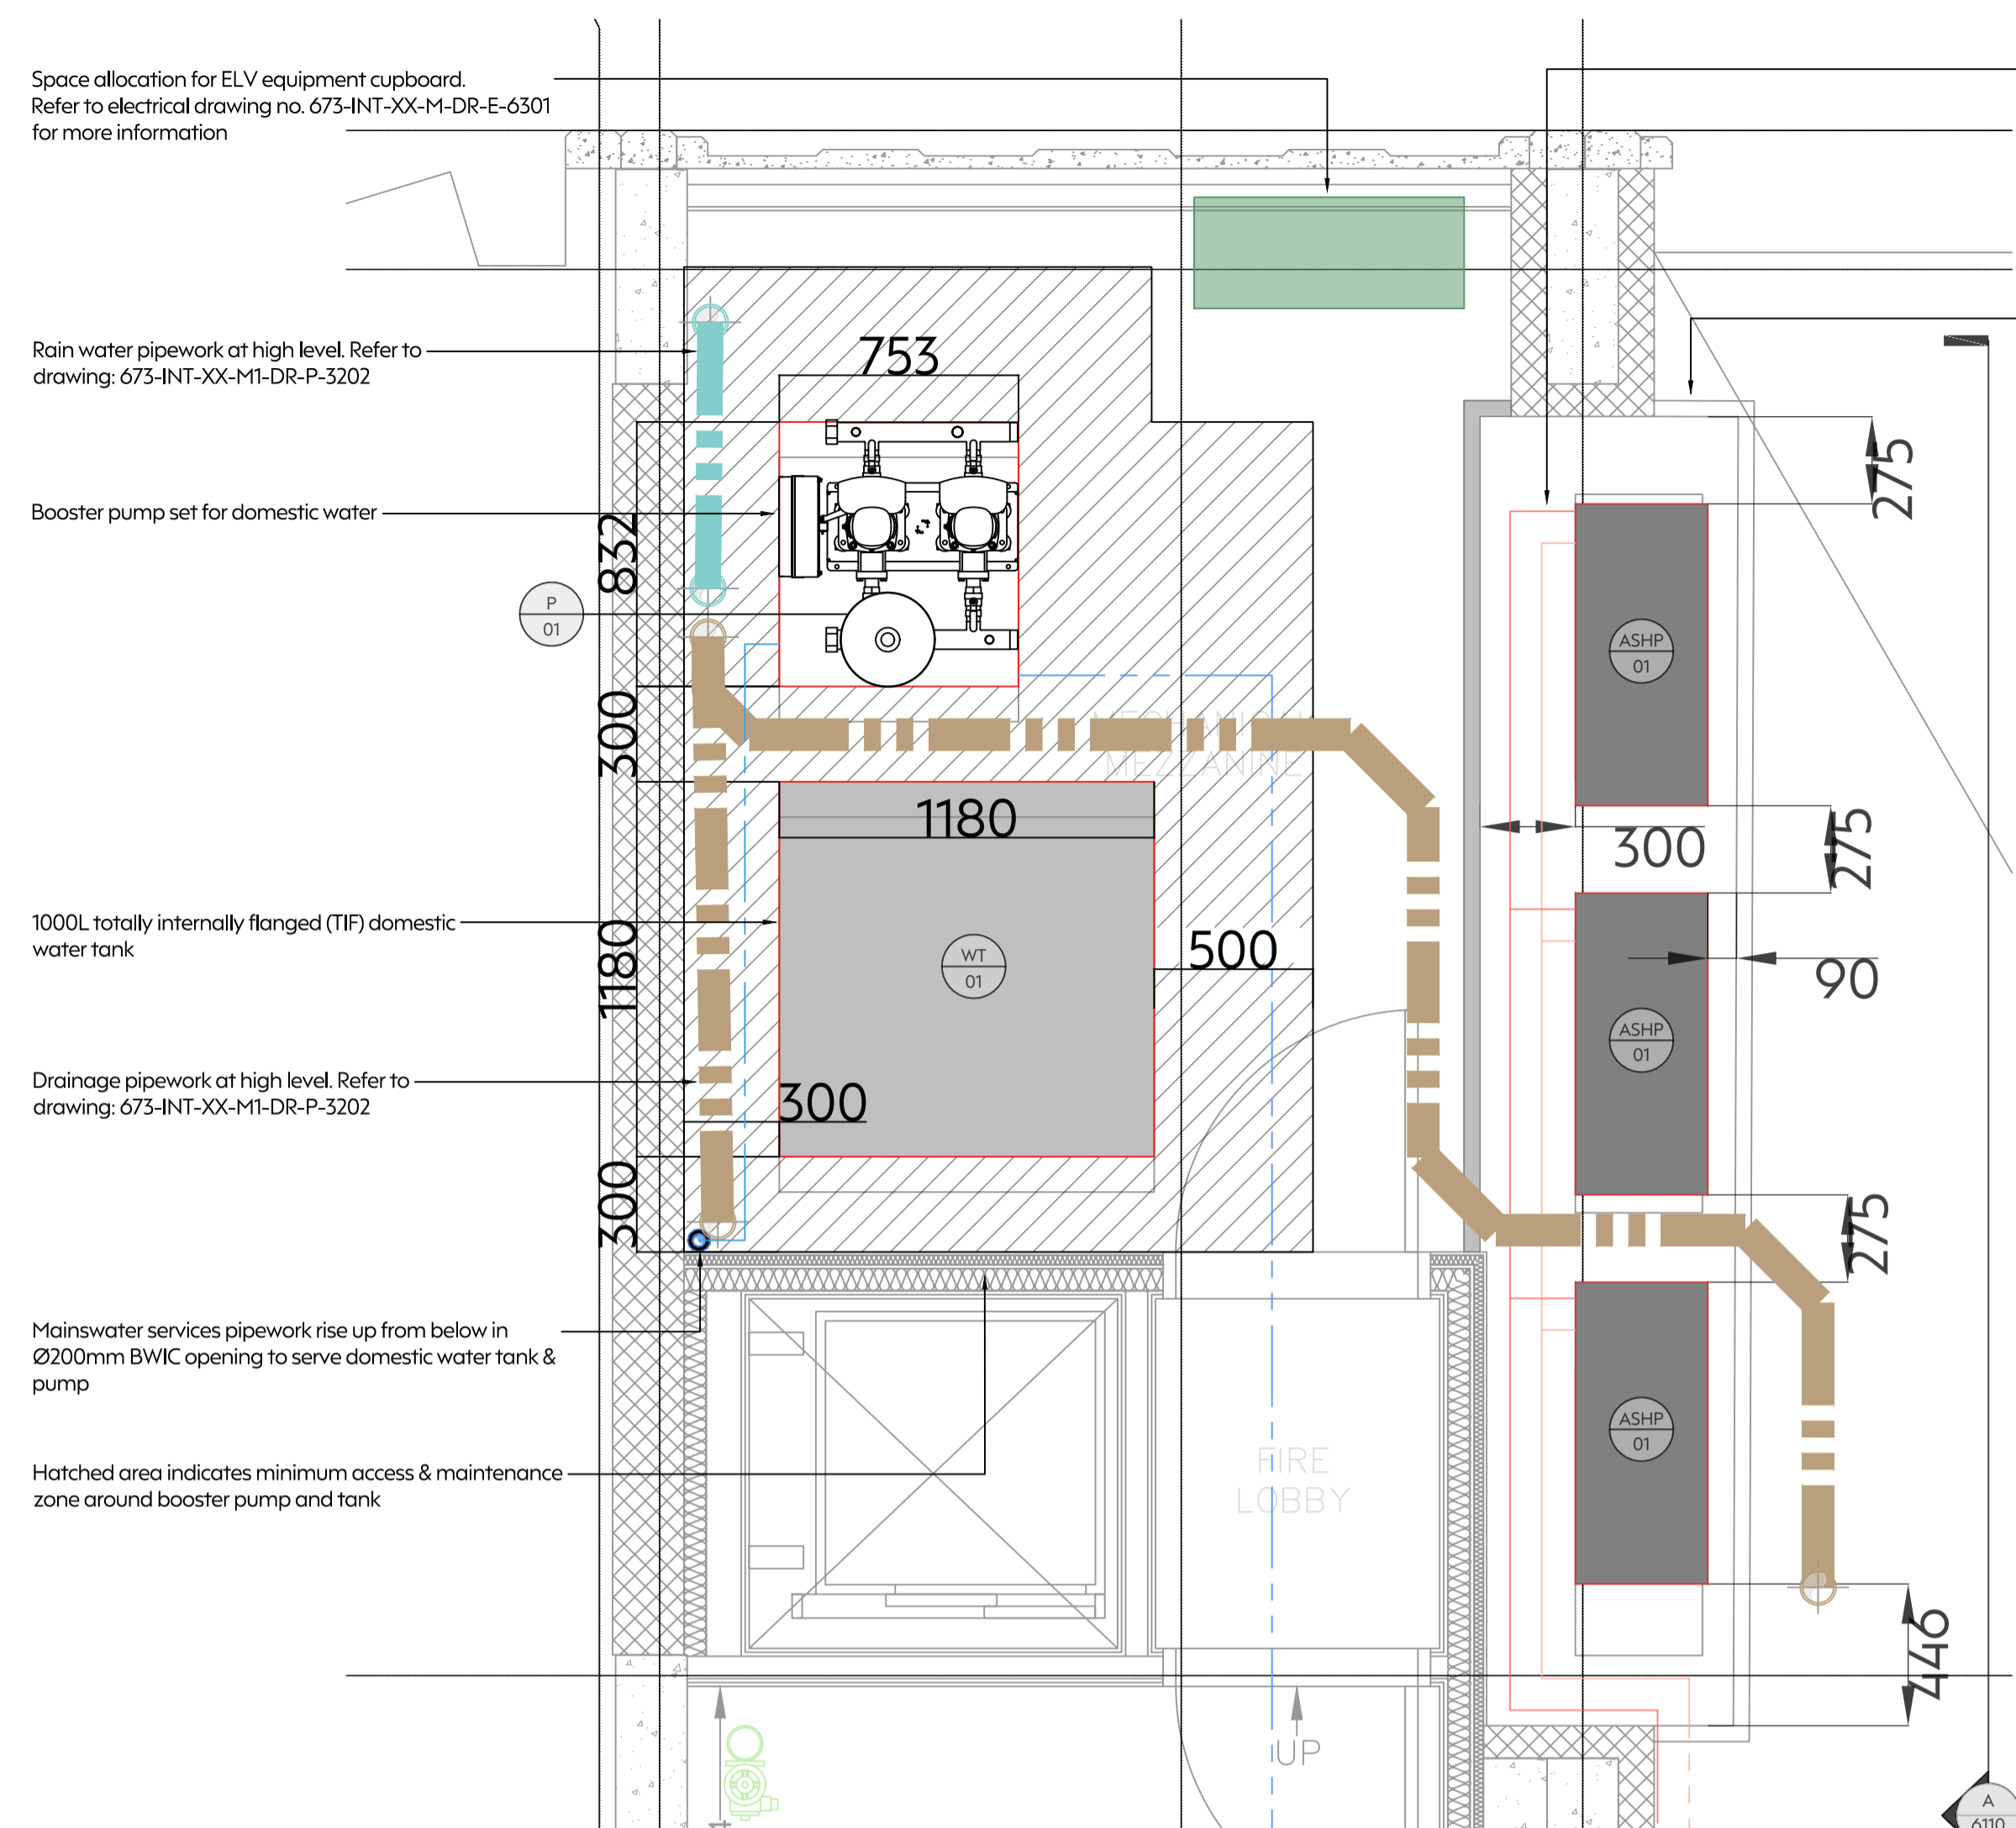 Space allocation for ELV equipment cupboard.
Refer to electrical drawing no. 673-INT-XX-M-DR-E-6301
for more information
Rain water pipework at high level. Refer to
drawing: 673-INT-XX-M1-DR-P-3202
753
275
Booster pump set for domestic water
832
P
01
ASHP
01
300
MECHANICAL
MEZZANINE
1180
300
275
1000L totally internally flanged (TIF) domestic
water tank
1180
WT
01
500
90
ASHP
01
Drainage pipework at high level. Refer to
drawing: 673-INT-XX-M1-DR-P-3202
300
300
275
Mainswater services pipework rise up from below in
Ø200mm BWIC opening to serve domestic water tank &
pump
ASHP
01
Hatched area indicates minimum access & maintenance
zone around booster pump and tank
FIRE
LOBBY
446
UP
A
6110